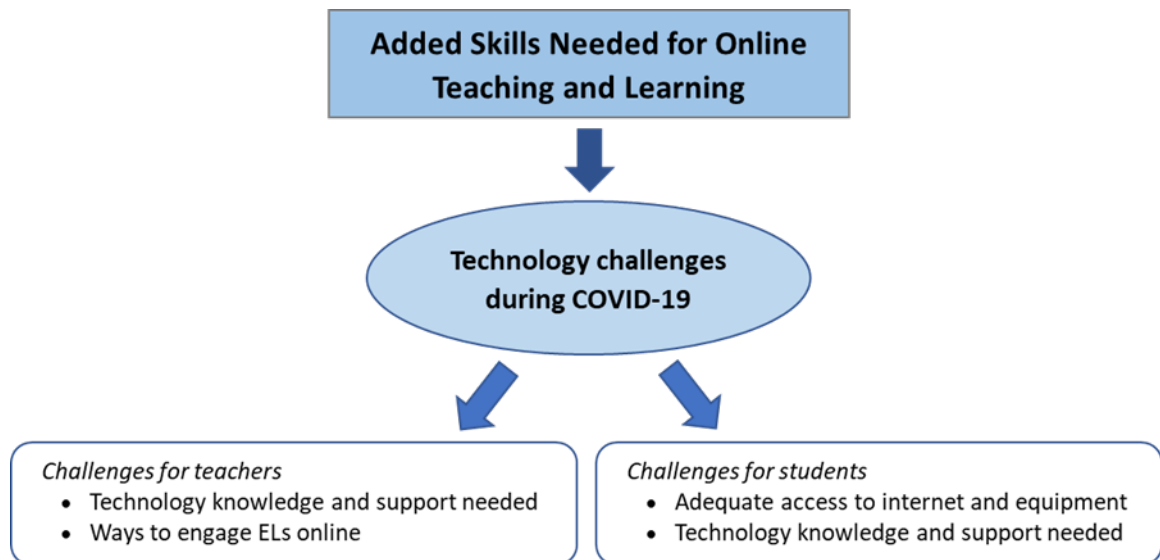 Added Skills Needed for Online
Teaching and Learning
Technology challenges
during COVID-19
Challenges for teachers
• Technology knowledge and support needed
• Ways to engage ELs online
Challenges for students
• Adequate access to internet and equipment
• Technology knowledge and support needed